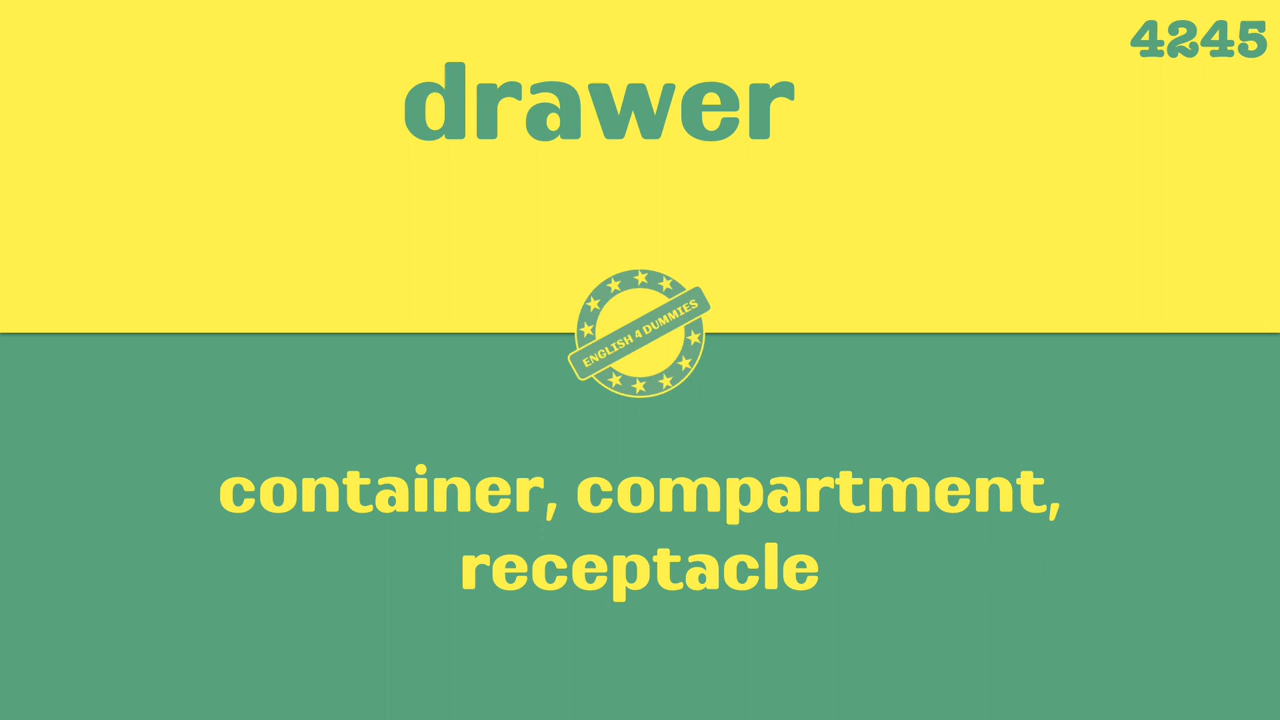 4245
drawer
ENGLISH 4 DUMMIES
container, compartment,
receptacle